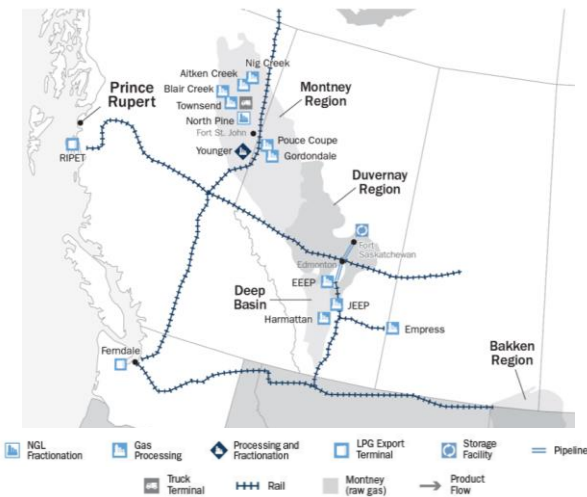 Nig Creek
Aitken Creek
Blair Creek
Montney
Region
Prince
Rupert
Townsend
North Pine
Fort St. John
Pouce Coupe
Younger
Gordondale
RIPET
Duvernay
Region
Fort
Saskatchewan
Edmonton
EEEP
Deep
Basin
JEEP
Harmattan
Empress
Ferndale
Bakken
Region
NGL
Fractionation
Gas
Processing
Processing and
Fractionation
LPG Export
Terminal
Storage
Facility
Pipeline
Truck
Terminal
Rail
Montney
(raw gas)
Product
Flow